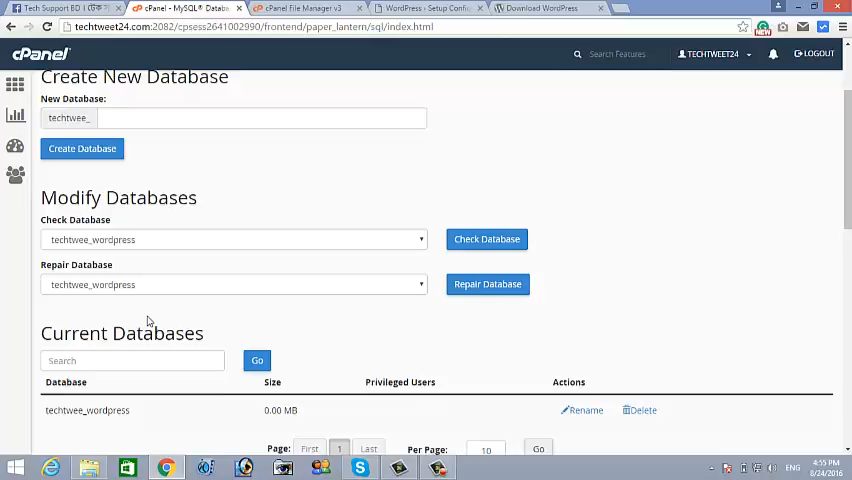 Tech Support BD | টেক
cPanel - MySQL® Databa
cPanel File Manager v3
WordPress › Setup Config
Download WordPress
techtweet24.com:2082/cpsess2641002990/frontend/paper_lantern/sql/index.html
New
cPanel
Search Features
TECHTWEET24
LOGOUT
Create New Database
New Database:
techtwee_
Create Database
Modify Databases
Check Database
techtwee_wordpress
Check Database
Repair Database
techtwee_wordpress
Repair Database
Current Databases
Search
Go
Database Size Privileged Users Actions
techtwee_wordpress 0.00 MB Rename Delete
Page: First 1 Last Per Page: 10 Go
ENG
4:55 PM
8/24/2016